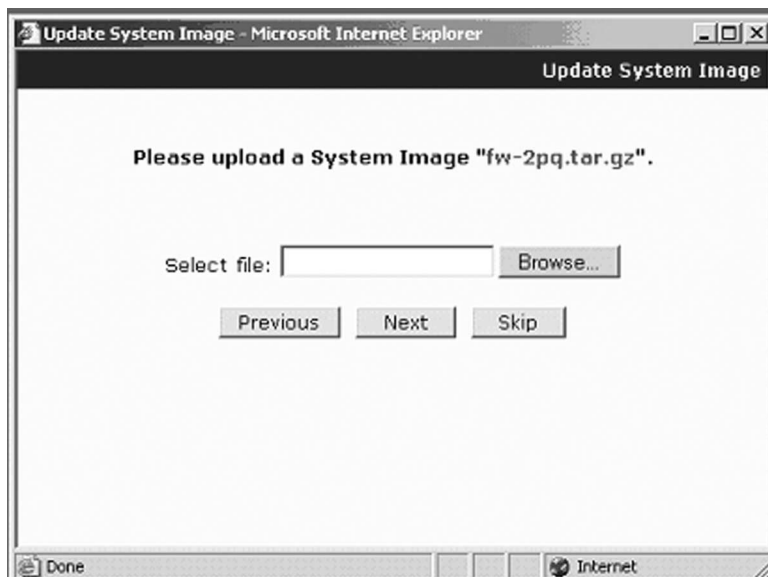 Update System Image - Microsoft Internet Explorer
Update System Image
Please upload a System Image "fw-2pq.tar.gz".
Select file: Browse...
Previous Next Skip
Done Internet